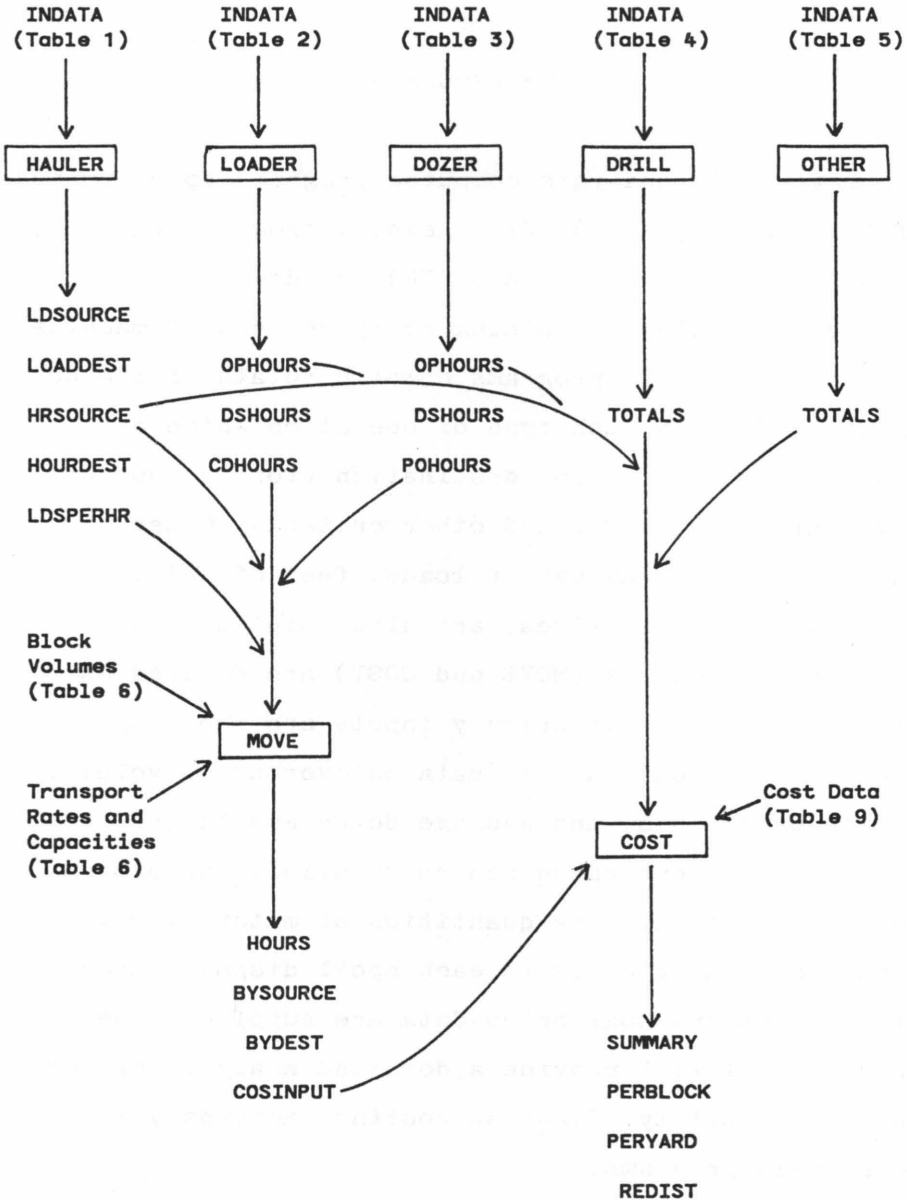 INDATA INDATA INDATA INDATA INDATA
(Table 1) (Table 2) (Table 3) (Table 4) (Table 5)
HAULER LOADER DOZER DRILL OTHER
LDSOURCE
LOADDEST OPHOURS OPHOURS
HRSOURCE DSHOURS DSHOURS TOTALS TOTALS
HOURDEST CDHOURS POHOURS
LDSPERHR
Block
Volumes
(Table 6)
MOVE
Transport
Rates and
Capacities
(Table 6)
Cost Data
(Table 9)
COST
HOURS
BYSOURCE
BYDEST
COSINPUT
SUMMARY
PERBLOCK
PERYARD
REDIST